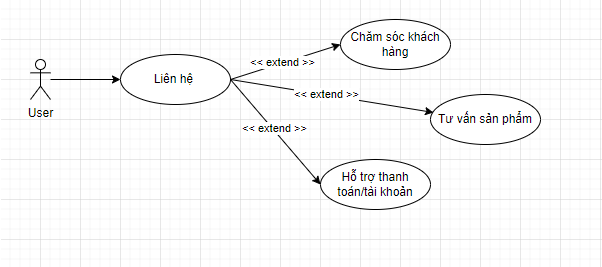 Chăm sóc khách
hàng
<< extend >>
Liên hệ
<< extend >>
User
Tư vấn sản phẩm
<< extend >>
Hỗ trợ thanh
toán/tài khoản